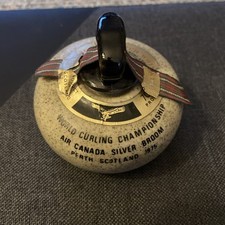 WORLD CURLING CHAMPIONSHIP
AIR CANADA SILVER BROOM
PERTH SCOTLAND 1975